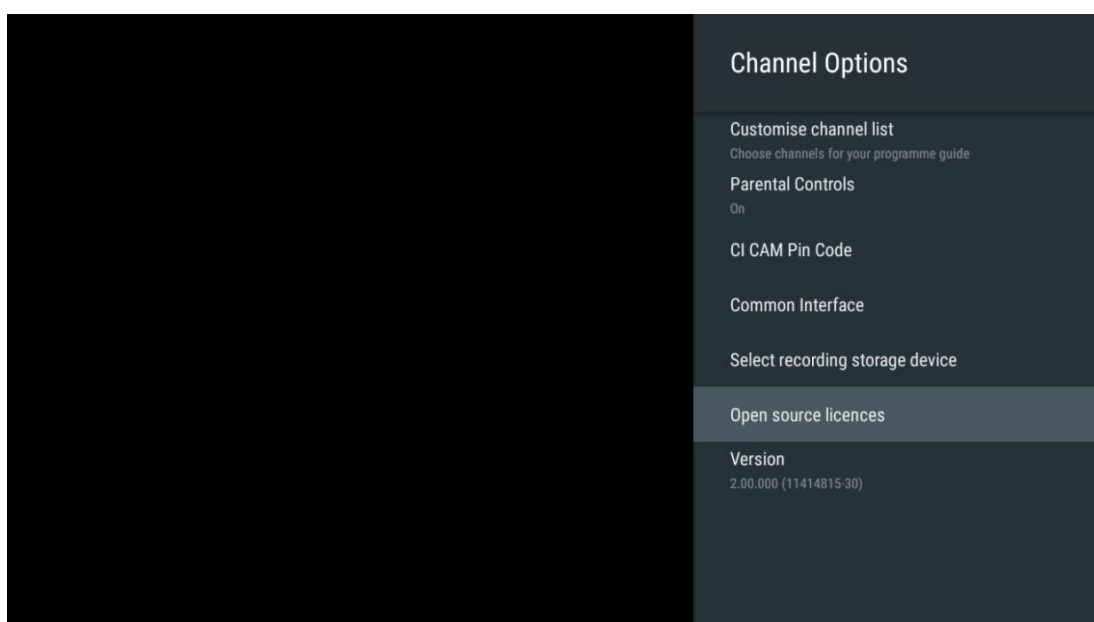 Channel Options
Customise channel list
Choose channels for your programme guide
Parental Controls
On
CI CAM Pin Code
Common Interface
Select recording storage device
Open source licences
Version
2.00.000 (11414815-30)